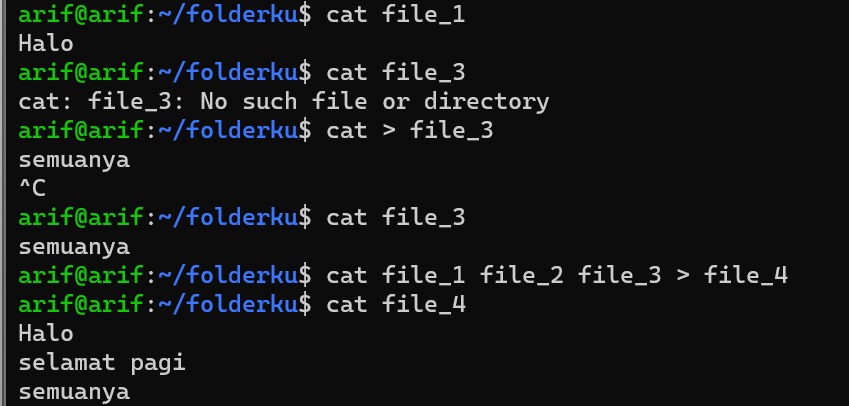 arif@arif:~/folderku$ cat file_1
Halo
arif@arif:~/folderku$ cat file_3
cat: file_3: No such file or directory
arif@arif:~/folderku$ cat > file_3
semuanya
^C
arif@arif:~/folderku$ cat file_3
semuanya
arif@arif:~/folderku$ cat file_1 file_2 file_3 > file_4
arif@arif:~/folderku$ cat file_4
Halo
selamat pagi
semuanya